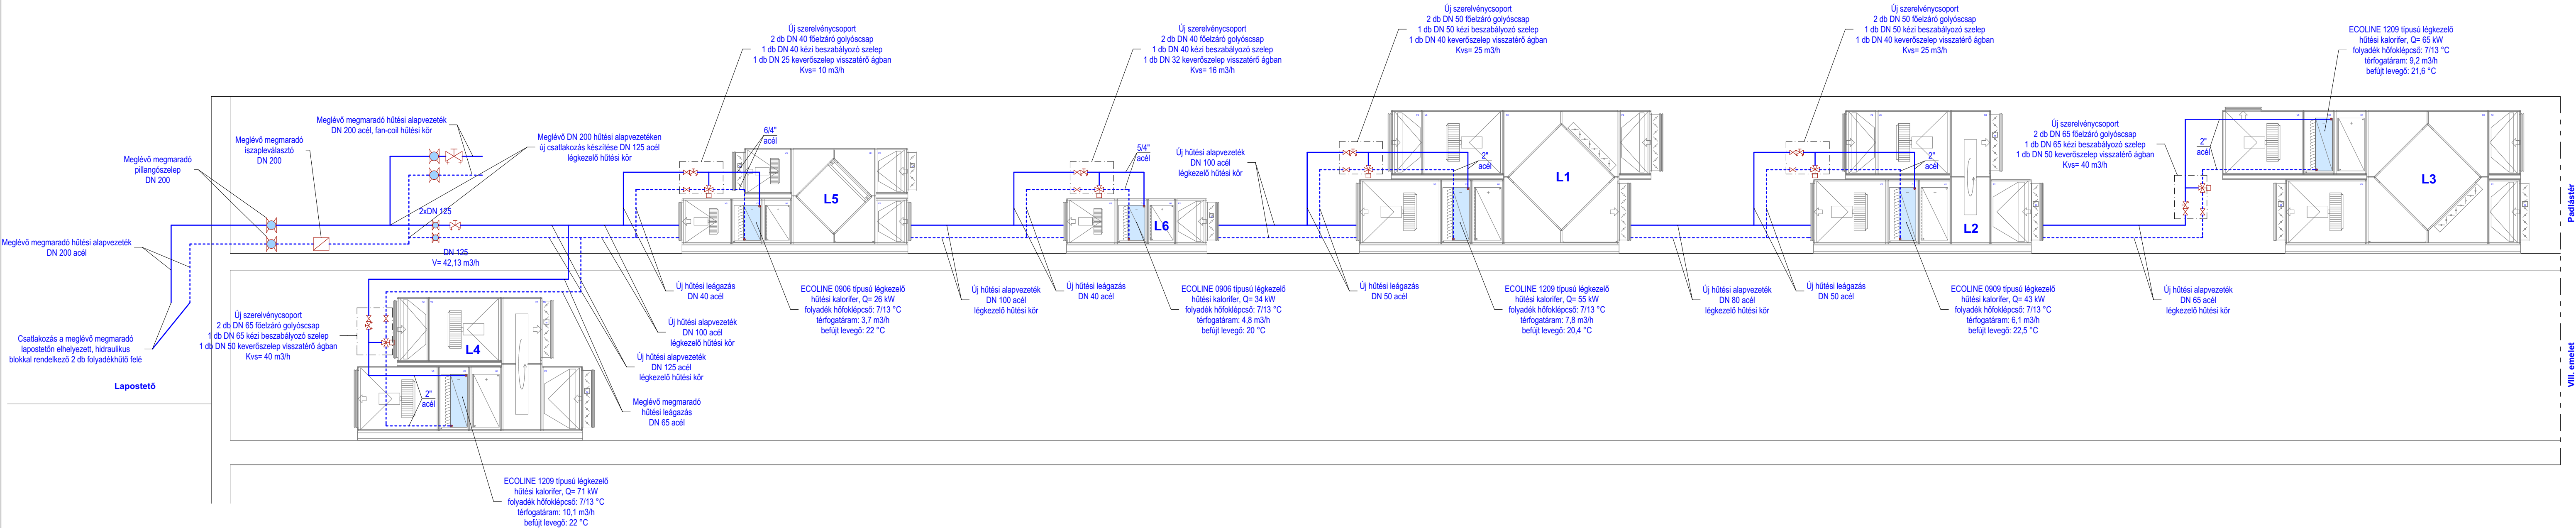 Új szerelvénycsoport
2 db DN 40 főelzáró golyóscsap
1 db DN 40 kézi beszabályozó szelep
1 db DN 25 keverőszelep visszatérő ágban
Kvs= 10 m3/h
Új szerelvénycsoport
2 db DN 40 főelzáró golyóscsap
1 db DN 40 kézi beszabályozó szelep
1 db DN 32 keverőszelep visszatérő ágban
Kvs= 16 m3/h
Új szerelvénycsoport
2 db DN 50 főelzáró golyóscsap
1 db DN 50 kézi beszabályozó szelep
1 db DN 40 keverőszelep visszatérő ágban
Kvs= 25 m3/h
Új szerelvénycsoport
2 db DN 50 főelzáró golyóscsap
1 db DN 50 kézi beszabályozó szelep
1 db DN 40 keverőszelep visszatérő ágban
Kvs= 25 m3/h
ECOLINE 1209 típusú légkezelő
hűtési kalorifer, Q= 65 kW
folyadék hőfoklépcső: 7/13 °C
térfogatáram: 9,2 m3/h
befújt levegő: 21,6 °C
Meglévő megmaradó hűtési alapvezeték
DN 200 acél, fan-coil hűtési kör
Meglévő megmaradó
iszapleválasztó
DN 200
Meglévő megmaradó
pillangószelep
DN 200
Meglévő DN 200 hűtési alapvezetéken
új csatlakozás készítése DN 125 acél
légkezelő hűtési kör
6/4"
acél
5/4"
acél
Új hűtési alapvezeték
DN 100 acél
légkezelő hűtési kör
2"
acél
2"
acél
Új szerelvénycsoport
2 db DN 65 főelzáró golyóscsap
1 db DN 65 kézi beszabályozó szelep
1 db DN 50 keverőszelep visszatérő ágban
Kvs= 40 m3/h
2"
acél
L5
L6
L1
L2
L3
Padlástér
2xDN 125
DN 125
V= 42,13 m3/h
Meglévő megmaradó hűtési alapvezeték
DN 200 acél
Csatlakozás a meglévő megmaradó
lapostetőn elhelyezett, hidraulikus
blokkal rendelkező 2 db folyadékhűtő felé
Lapostető
Új szerelvénycsoport
2 db DN 65 főelzáró golyóscsap
1 db DN 65 kézi beszabályozó szelep
1 db DN 50 keverőszelep visszatérő ágban
Kvs= 40 m3/h
L4
2"
acél
Új hűtési leágazás
DN 40 acél
Új hűtési alapvezeték
DN 100 acél
légkezelő hűtési kör
Új hűtési alapvezeték
DN 125 acél
légkezelő hűtési kör
Meglévő megmaradó
hűtési leágazás
DN 65 acél
ECOLINE 0906 típusú légkezelő
hűtési kalorifer, Q= 26 kW
folyadék hőfoklépcső: 7/13 °C
térfogatáram: 3,7 m3/h
befújt levegő: 22 °C
Új hűtési alapvezeték
DN 100 acél
légkezelő hűtési kör
Új hűtési leágazás
DN 40 acél
ECOLINE 0906 típusú légkezelő
hűtési kalorifer, Q= 34 kW
folyadék hőfoklépcső: 7/13 °C
térfogatáram: 4,8 m3/h
befújt levegő: 20 °C
Új hűtési leágazás
DN 50 acél
ECOLINE 1209 típusú légkezelő
hűtési kalorifer, Q= 55 kW
folyadék hőfoklépcső: 7/13 °C
térfogatáram: 7,8 m3/h
befújt levegő: 20,4 °C
Új hűtési alapvezeték
DN 80 acél
légkezelő hűtési kör
Új hűtési leágazás
DN 50 acél
ECOLINE 0909 típusú légkezelő
hűtési kalorifer, Q= 43 kW
folyadék hőfoklépcső: 7/13 °C
térfogatáram: 6,1 m3/h
befújt levegő: 22,5 °C
Új hűtési alapvezeték
DN 65 acél
légkezelő hűtési kör
VIII. emelet
ECOLINE 1209 típusú légkezelő
hűtési kalorifer, Q= 71 kW
folyadék hőfoklépcső: 7/13 °C
térfogatáram: 10,1 m3/h
befújt levegő: 22 °C